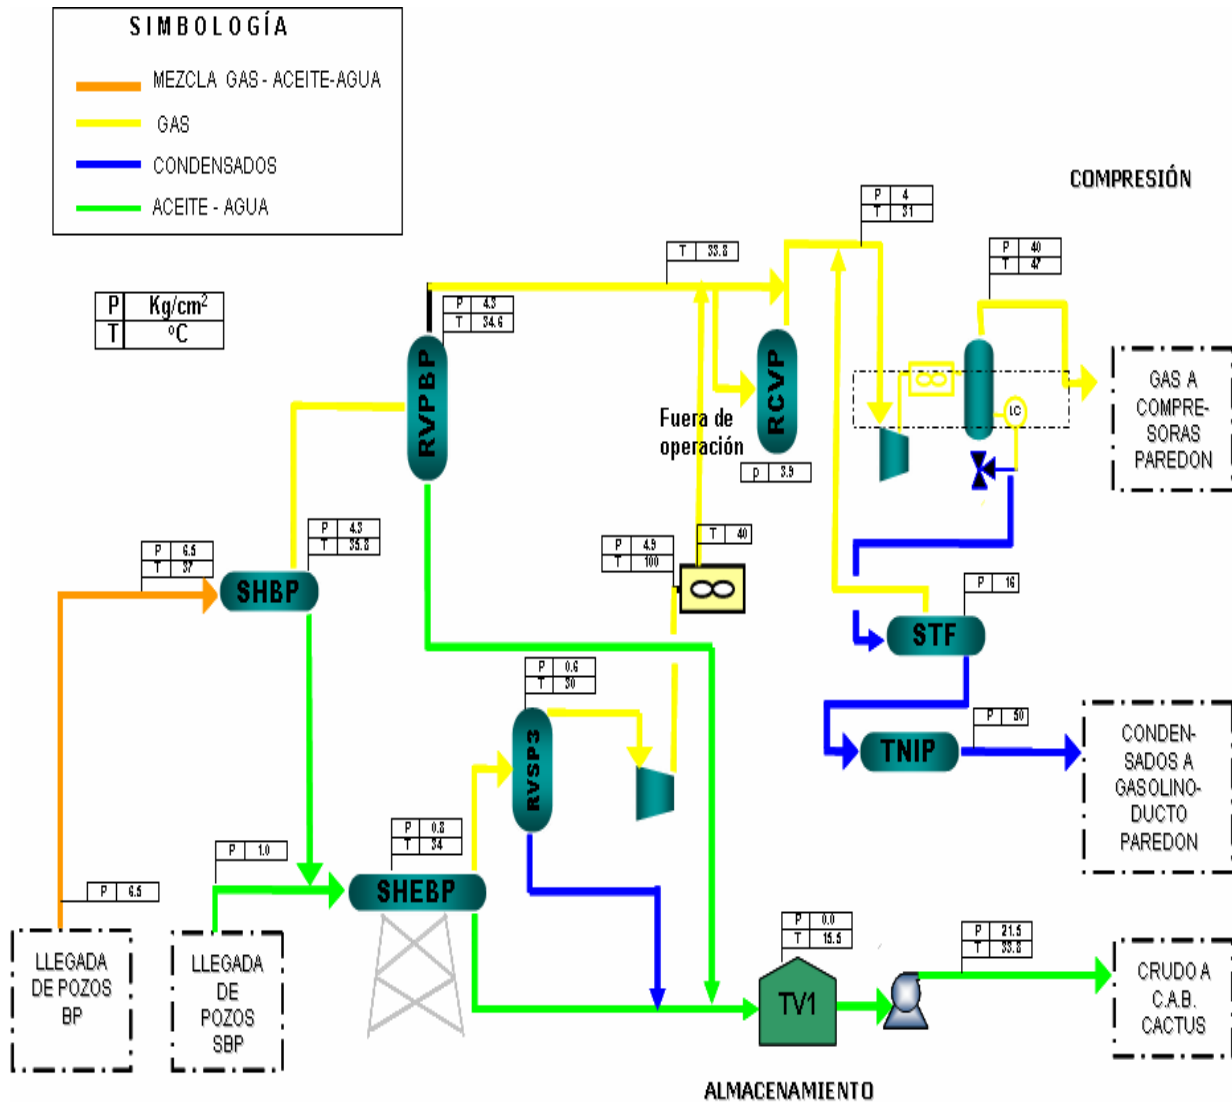 SIMBOLOGÍA
MEZCLA GAS - ACEITE-AGUA
GAS
CONDENSADOS
ACEITE - AGUA
P Kg/cm²
T ºC
COMPRESIÓN
P 4
T 31
P 40
T 47
T 33.8
P 4.3
T 34.6
RVPBP
RCVP
Fuera de
operación
p 3.9
LC
GAS A
COMPRE-
SORAS
PAREDON
P 4.3
T 35.8
P 6.5
T 37
SHBP
P 4.9
T 100
T 40
P 16
STF
P 0.6
T 30
RVSP3
P 50
TNIP
CONDEN-
SADOS A
GASOLINO-
DUCTO
PAREDON
P 0.8
T 34
P 1.0
SHEBP
P 6.5
LLEGADA
DE POZOS
BP
LLEGADA
DE
POZOS
SBP
P 0.0
T 15.5
TV1
P 21.5
T 33.8
CRUDO A
C.A.B.
CACTUS
ALMACENAMIENTO